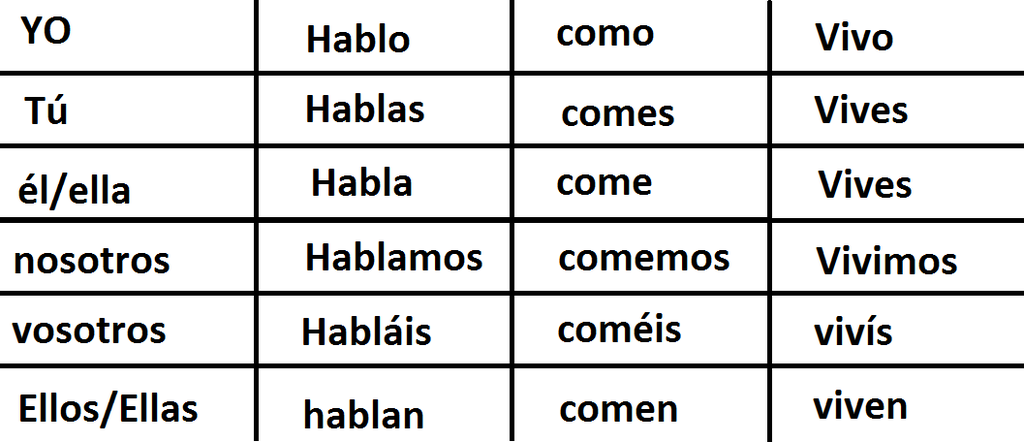 YO Hablo como Vivo
Tú Hablas comes Vives
él/ella Habla come Vives
nosotros Hablamos comemos Vivimos
vosotros Habláis coméis vivís
Ellos/Ellas hablan comen viven